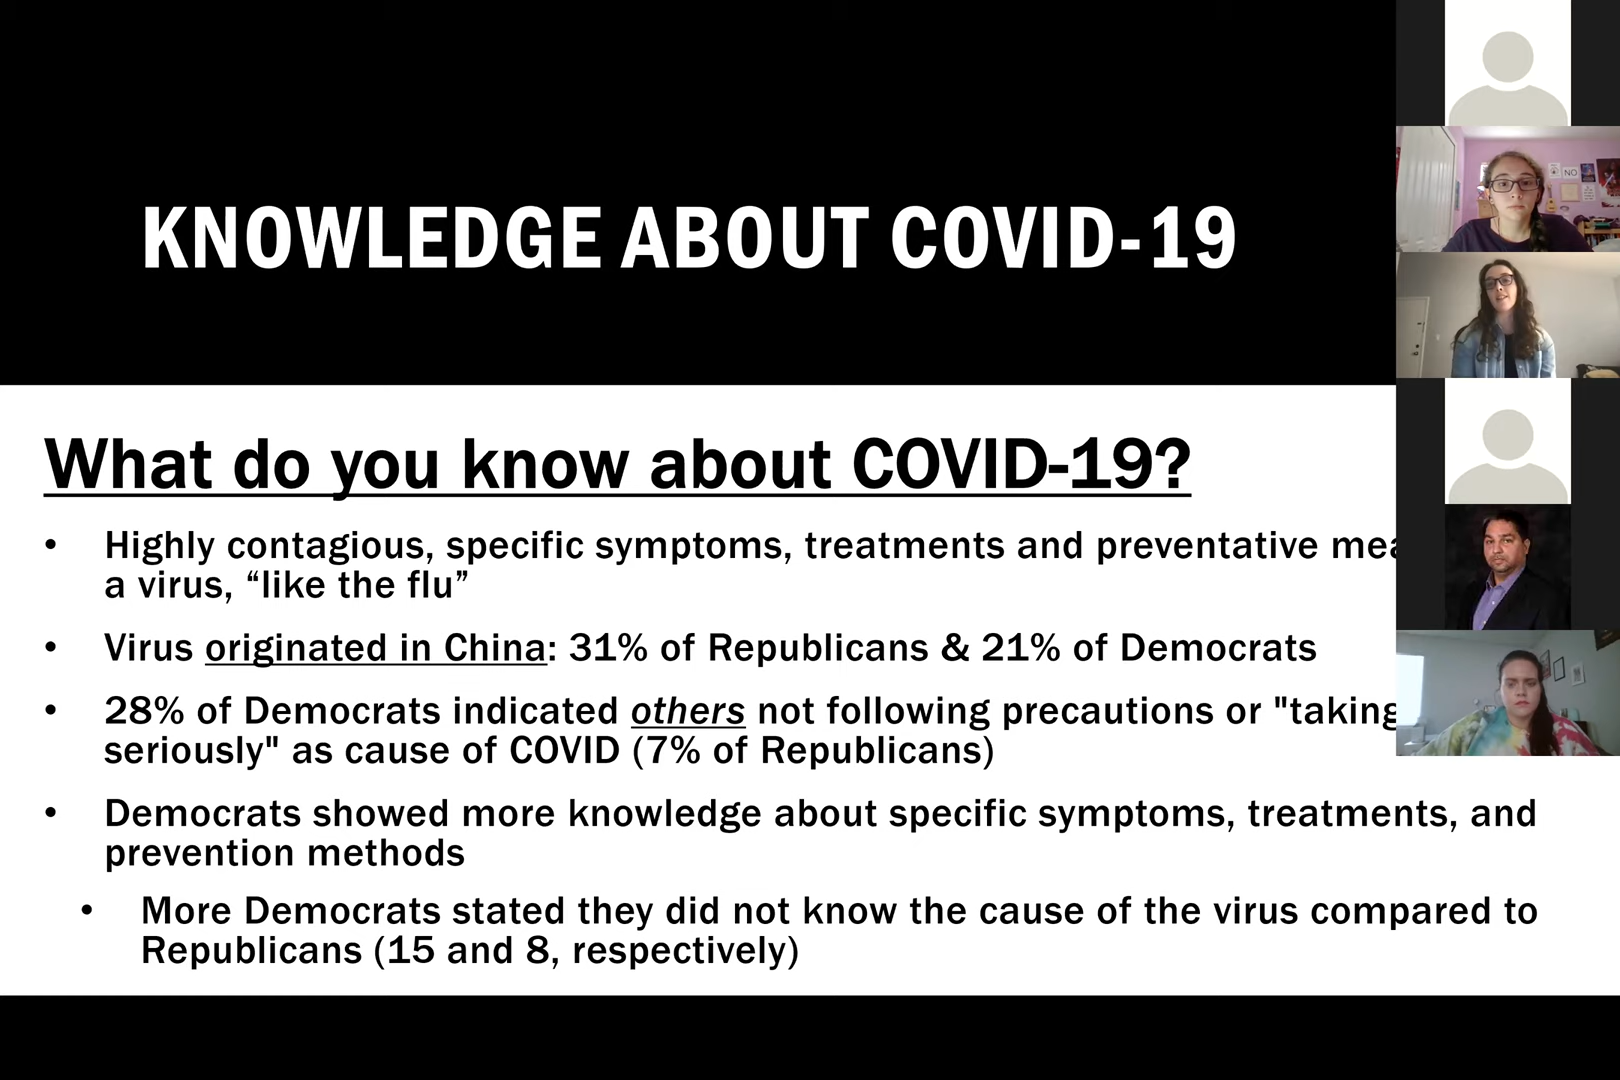 KNOWLEDGE ABOUT COVID-19
NO
What do you know about COVID-19?
• Highly contagious, specific symptoms, treatments and preventative
a virus, “like the flu”
• Virus originated in China: 31% of Republicans & 21% of Democrats
• 28% of Democrats indicated others not following precautions or "taking
seriously" as cause of COVID (7% of Republicans)
• Democrats showed more knowledge about specific symptoms, treatments, and
prevention methods
• More Democrats stated they did not know the cause of the virus compared to
Republicans (15 and 8, respectively)